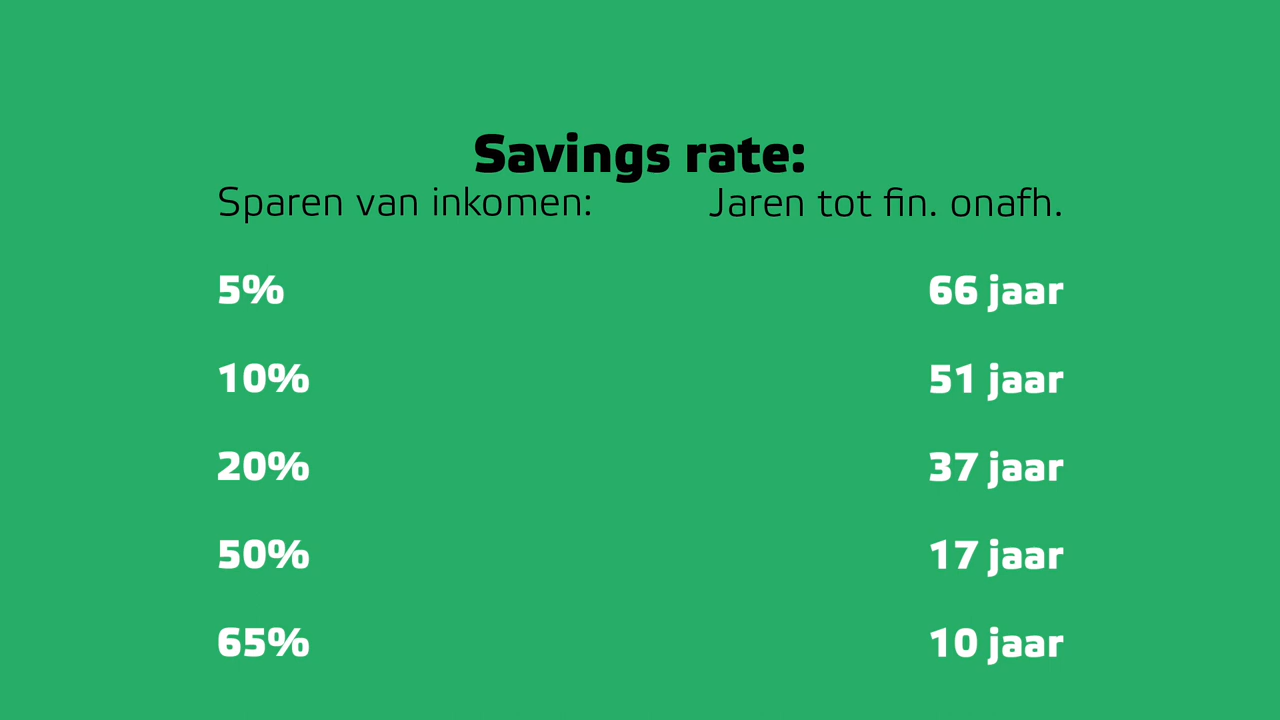 Savings rate:
Sparen van inkomen: Jaren tot fin. onafh.
5% 66 jaar
10% 51 jaar
20% 37 jaar
50% 17 jaar
65% 10 jaar